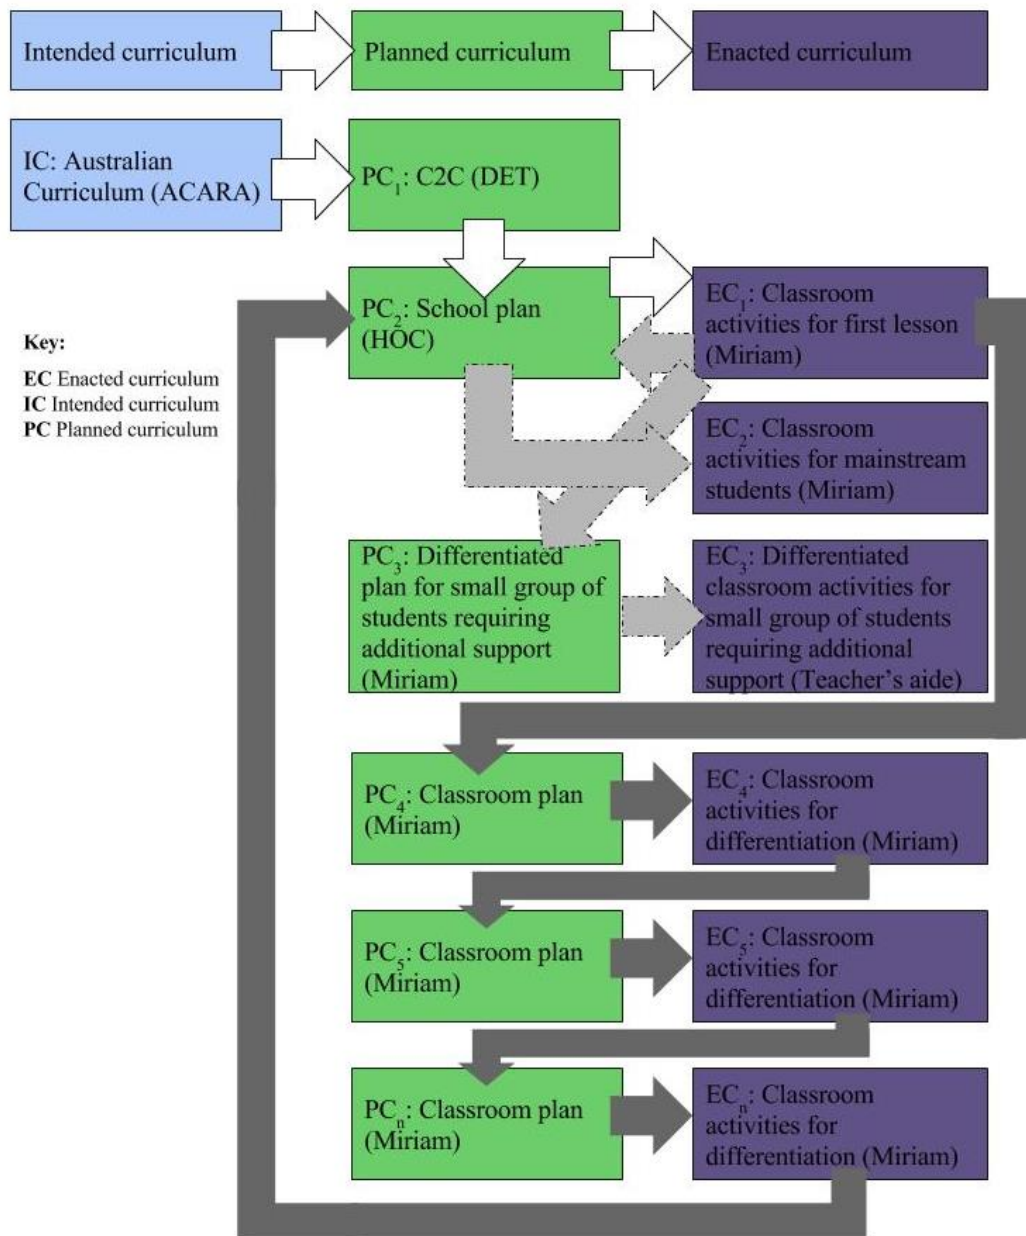 Intended curriculum
Planned curriculum
Enacted curriculum
IC: Australian
Curriculum (ACARA)
PC₁: C2C (DET)
PC₂: School plan
(HOC)
EC₁: Classroom
activities for first lesson
(Miriam)
Key:
EC Enacted curriculum
IC Intended curriculum
PC Planned curriculum
EC₂: Classroom
activities for mainstream
students (Miriam)
PC₃: Differentiated
plan for small group of
students requiring
additional support
(Miriam)
EC₃: Differentiated
classroom activities for
small group of students
requiring additional
support (Teacher’s aide)
PC₄: Classroom plan
(Miriam)
EC₄: Classroom
activities for
differentiation (Miriam)
PC₅: Classroom plan
(Miriam)
EC₅: Classroom
activities for
differentiation (Miriam)
PCₙ: Classroom plan
(Miriam)
ECₙ: Classroom
activities for
differentiation (Miriam)